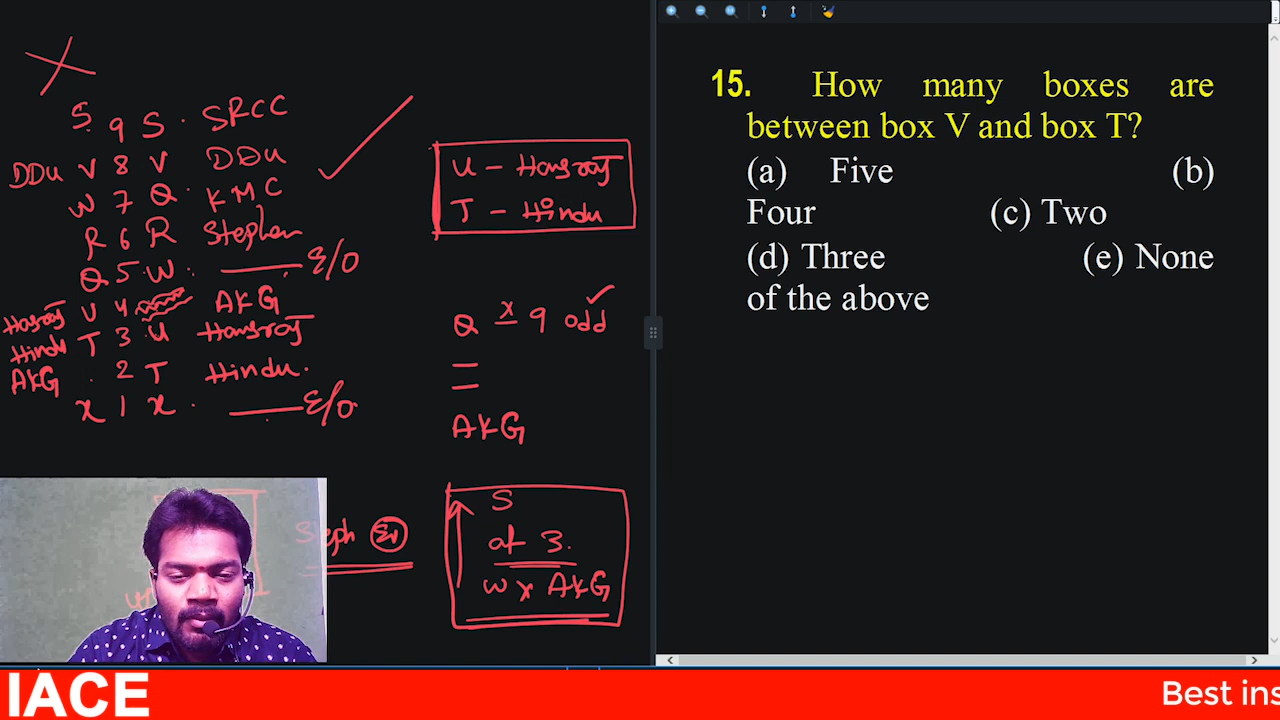 5 9 S SRCC
DDU V 8 V DDU
W 7 Q KMC
R 6 R Stephen
Q 5 W E/O
Hansraj U 4 AKG
Hindu T 3 U Hansraj
AKG 2 T Hindu.
x 1 x E/O
U - Hansraj
T - Hindu
Q x 9 odd
AKG
Steph
S
at 3.
W x AKG
15. How many boxes are
between box V and box T?
(a) Five (b)
Four (c) Two
(d) Three (e) None
of the above
IACE
Best ins